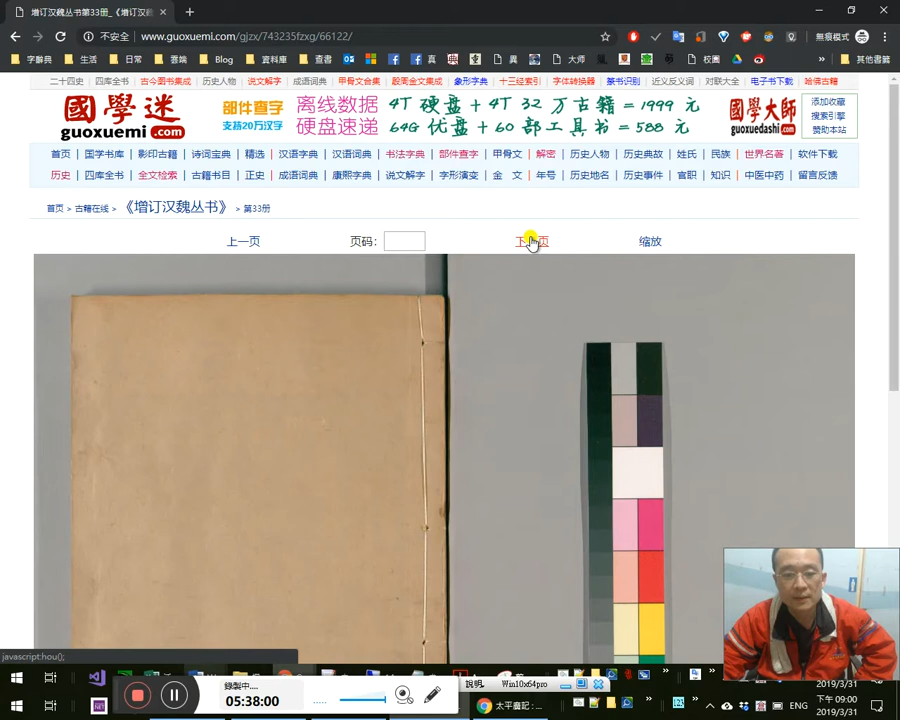 增订汉魏丛书第33册_《增订汉魏
不安全 www.guoxuemi.com/gjzx/743235fzxg/66122/ 無痕模式
字辭典 生活 日常 雲端 Blog 資料庫 查書 真 異 大师 校園 其他書籤
二十四史 四库全书 古今图书集成 历史人物 说文解字 成语词典 甲骨文合集 殷周金文集成 象形字典 十三经索引 字体转换器 篆书识别 近义反义词 对联大全 电子书下载 哈佛古籍
國學迷 guoxuemi.com
部件查字
支持20万汉字
离线数据
硬盘速递
4T 硬盘 + 4T 32 万古籍 = 1999 元
64G 优盘 + 60 部工具书 = 588 元
國學大師
guoxuedashi.com
添加收藏
搜索引擎
赞助本站
首页 | 国学书库 | 影印古籍 | 诗词宝典 | 精选 | 汉语字典 | 汉语词典 | 书法字典 | 部件查字 | 甲骨文 | 解密 | 历史人物 | 历史典故 | 姓氏 | 民族 | 世界名著 | 软件下载
历史 | 四库全书 | 全文检索 | 古籍书目 | 正史 | 成语词典 | 康熙字典 | 说文解字 | 字形演变 | 金 文 | 年号 | 历史地名 | 历史事件 | 官职 | 知识 | 中医中药 | 留言反馈
首页 > 古籍在线 > 《增订汉魏丛书》 > 第33册
上一页 页码： 下一页 缩放
javascript:hou();
錄製中....
05:38:00
說明. Win10x64pro
太平廣記：...
ENG
2019/3/31
下午 09:00
2019/3/31